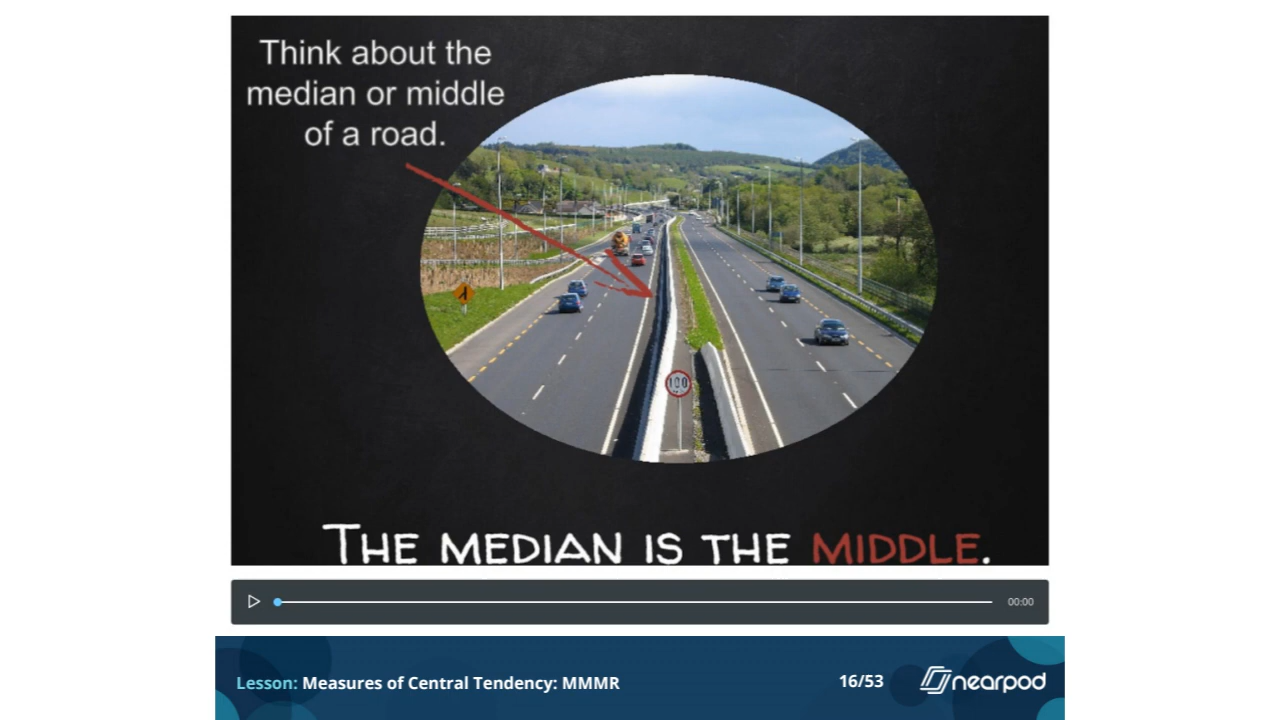 Think about the
median or middle
of a road.
100
THE MEDIAN IS THE MIDDLE.
00:00
Lesson: Measures of Central Tendency: MMMR
16/53
nearpod